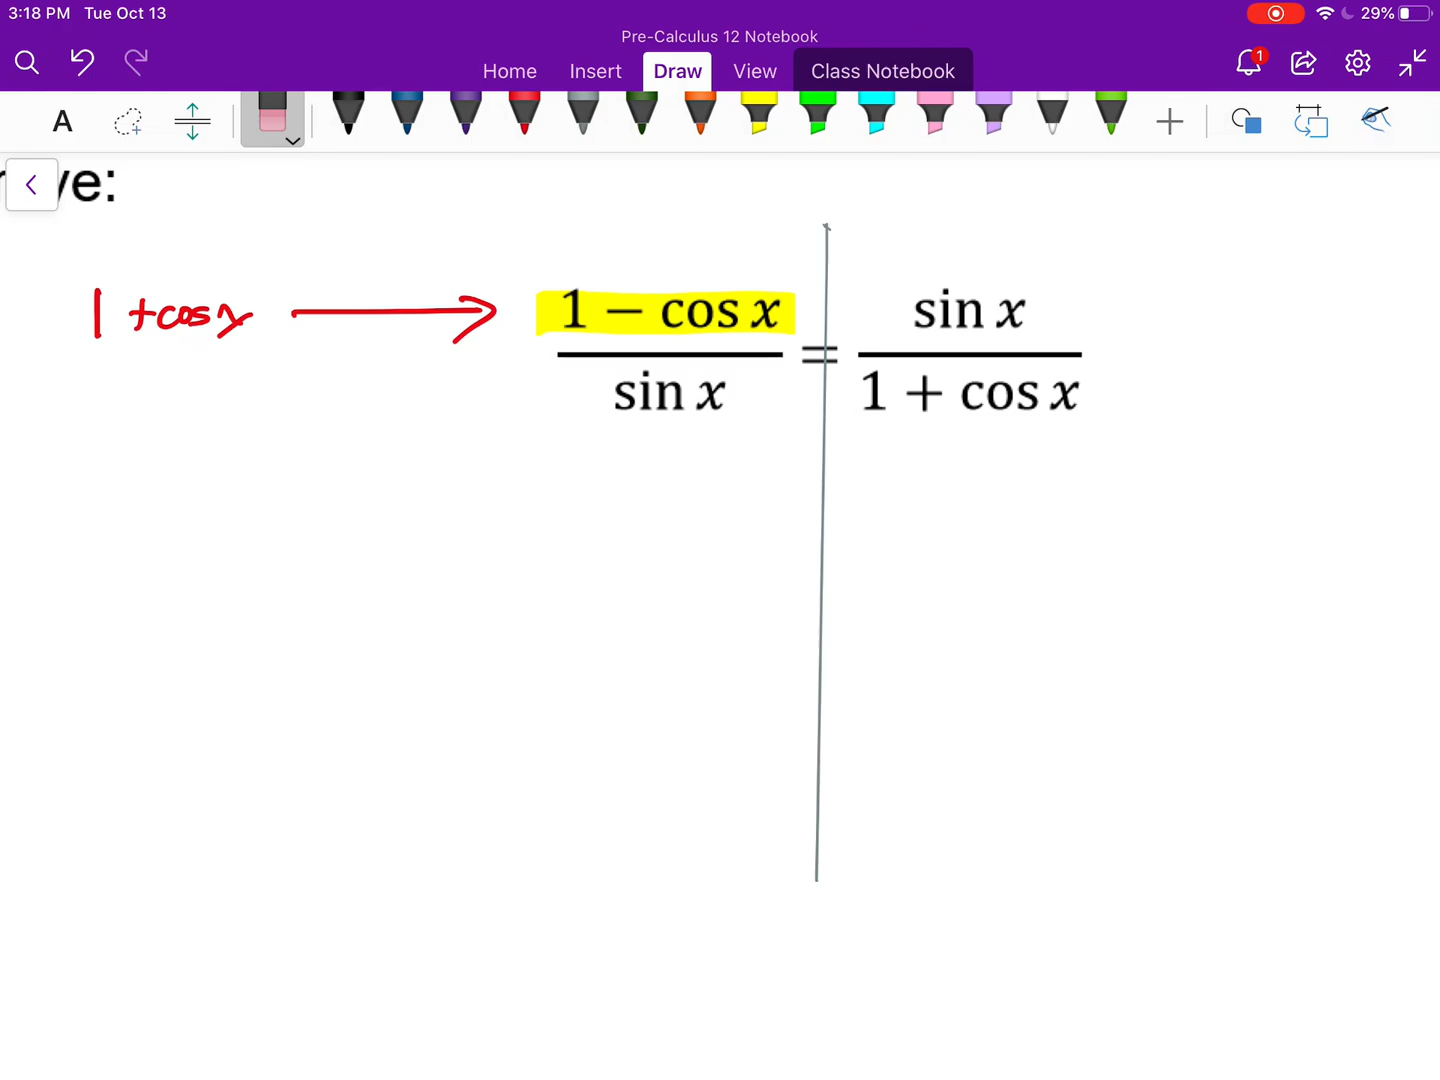 3:18 PM Tue Oct 13 29%
Pre-Calculus 12 Notebook
Home Insert Draw View Class Notebook 1
A
ve:
1 + cos x → 1 − cos x / sin x = sin x / 1 + cos x